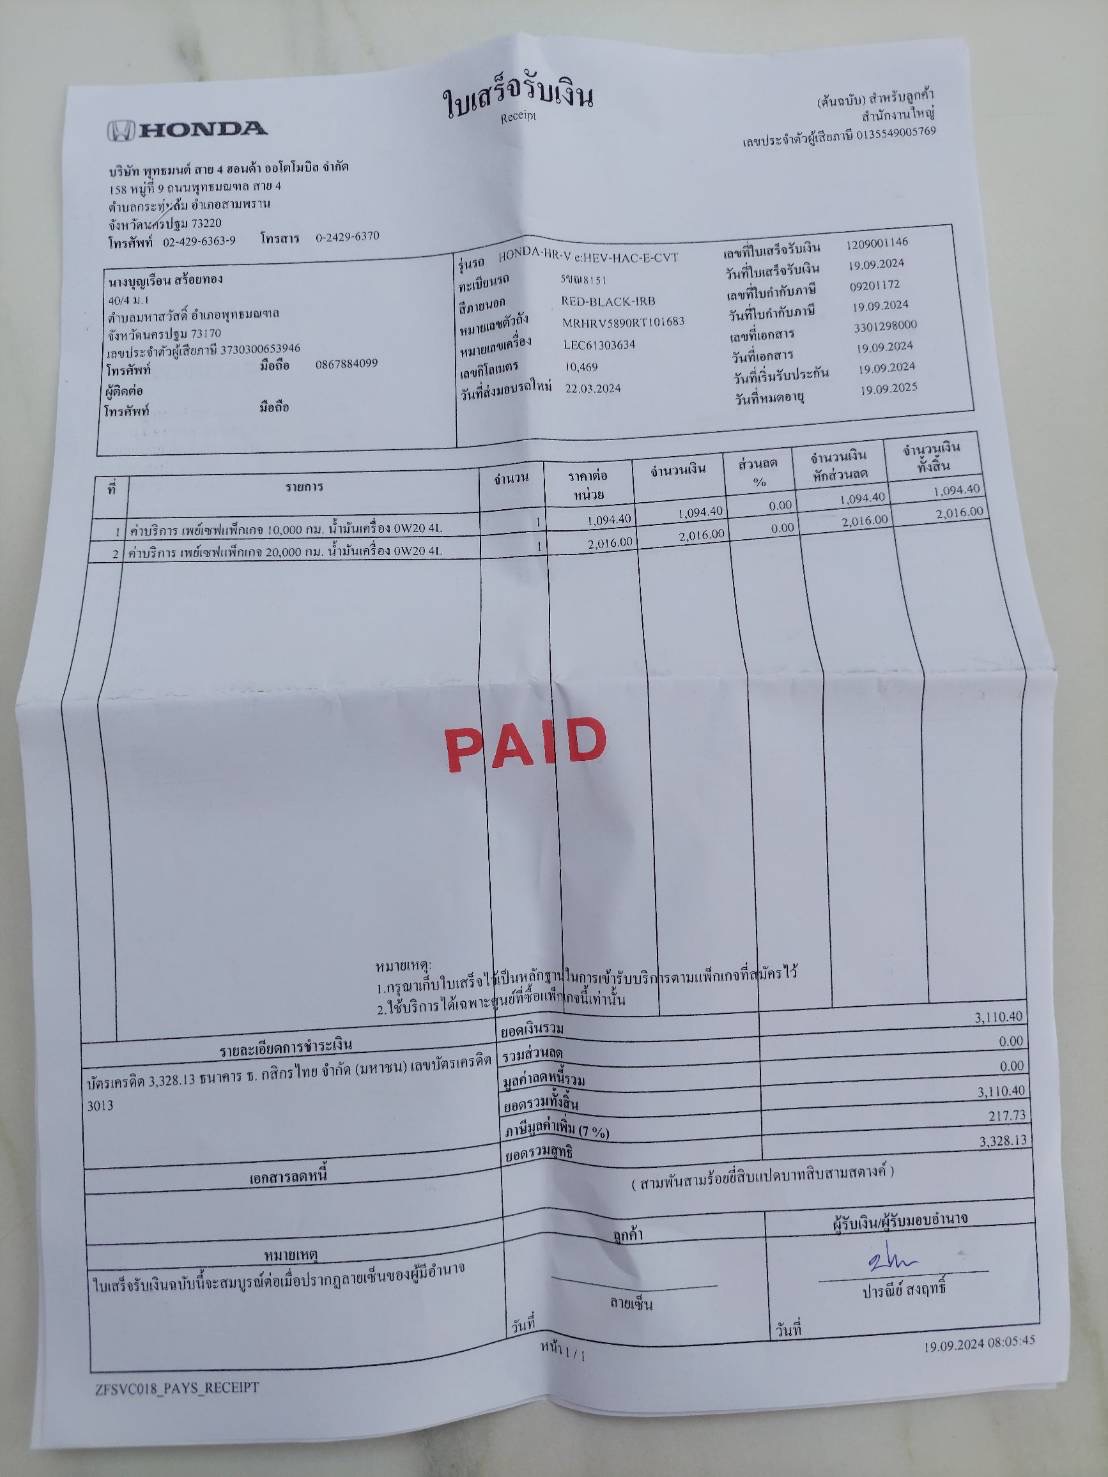 ใบเสร็จรับเงิน
Receipt
(ต้นฉบับ) สำหรับลูกค้า
สำนักงานใหญ่
เลขประจำตัวผู้เสียภาษี 0135549005769
HONDA
บริษัท พุทธมนต์ สาย 4 ฮอนด้า ออโตโมบิล จำกัด
158 หมู่ที่ 9 ถนนพุทธมณฑล สาย 4
ตำบลกระทุ่มล้ม อำเภอสามพราน
จังหวัดนครปฐม 73220
โทรศัพท์ 02-429-6363-9 โทรสาร 0-2429-6370
นางบุญเรือน สร้อยทอง
40/4 ม.1
ตำบลมหาสวัสดิ์ อำเภอพุทธมณฑล
จังหวัดนครปฐม 73170
เลขประจำตัวผู้เสียภาษี 3730300653946
โทรศัพท์ มือถือ 0867884099
ผู้ติดต่อ
โทรศัพท์ มือถือ
รุ่นรถ HONDA-HR-V e:HEV-HAC-E-CVT
ทะเบียนรถ 5ขณ8151
สีภายนอก RED-BLACK-IRB
หมายเลขตัวถัง MRHRV5890RT101683
หมายเลขเครื่อง LEC61303634
เลขกิโลเมตร 10,469
วันที่ส่งมอบรถใหม่ 22.03.2024
เลขที่ใบเสร็จรับเงิน 1209001146
วันที่ใบเสร็จรับเงิน 19.09.2024
เลขที่ใบกำกับภาษี 09201172
วันที่ใบกำกับภาษี 19.09.2024
เลขที่เอกสาร 3301298000
วันที่เอกสาร 19.09.2024
วันที่เริ่มรับประกัน 19.09.2024
วันที่หมดอายุ 19.09.2025
ที่ รายการ จำนวน ราคาต่อหน่วย จำนวนเงิน ส่วนลด % จำนวนเงินหักส่วนลด จำนวนเงินทั้งสิ้น
1 ค่าบริการ เพย์เซฟแพ็กเกจ 10,000 กม. น้ำมันเครื่อง 0W20 4L 1 1,094.40 1,094.40 0.00 1,094.40 1,094.40
2 ค่าบริการ เพย์เซฟแพ็กเกจ 20,000 กม. น้ำมันเครื่อง 0W20 4L 1 2,016.00 2,016.00 0.00 2,016.00 2,016.00
PAID
หมายเหตุ:
1.กรุณาเก็บใบเสร็จไว้เป็นหลักฐานในการเข้ารับบริการตามแพ็กเกจที่สมัครไว้
2.ใช้บริการได้เฉพาะศูนย์ที่ซื้อแพ็กเกจนี้เท่านั้น
รายละเอียดการชำระเงิน
บัตรเครดิต 3,328.13 ธนาคาร ธ. กสิกรไทย จำกัด (มหาชน) เลขบัตรเครดิต
3013
ยอดเงินรวม 3,110.40
รวมส่วนลด 0.00
มูลค่าลดหนี้รวม 0.00
ยอดรวมทั้งสิ้น 3,110.40
ภาษีมูลค่าเพิ่ม (7 %) 217.73
ยอดรวมสุทธิ 3,328.13
เอกสารลดหนี้
( สามพันสามร้อยยี่สิบแปดบาทสิบสามสตางค์ )
หมายเหตุ
ใบเสร็จรับเงินฉบับนี้จะสมบูรณ์ต่อเมื่อปรากฏลายเซ็นของผู้มีอำนาจ
ลูกค้า
ลายเซ็น
วันที่
ผู้รับเงิน/ผู้รับมอบอำนาจ
ปารณีย์ สงฤทธิ์
วันที่
หน้า 1 / 1
19.09.2024 08:05:45
ZFSVC018_PAYS_RECEIPT